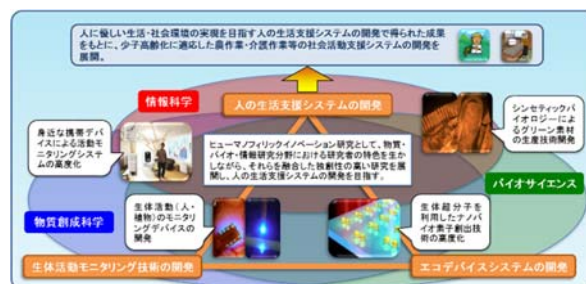 人に優しい生活・社会環境の実現を目指す人の生活支援システムの開発で得られた成果
をもとに、少子高齢化に適応した農作業・介護作業等の社会活動支援システムの開発を
展開。
情報科学
人の生活支援システムの開発
身近な携帯デバ
イスによる活動モ
ニタリングシステ
ムの高度化
シンセティックバ
イオロジーによ
るグリーン素材
の生産技術開発
ヒューマノフィリックイノベーション研究として、物質・
バイオ・情報研究分野における研究者の特色を生か
しながら、それらを融合した独創性の高い研究を展
開し、人の生活支援システムの開発を目指す。
バイオサイエンス
物質創成科学
生体活動（人・
植物）のモニタリ
ングデバイスの
開発
生体超分子を
利用したナノバ
イオ素子創出技
術の高度化
生体活動モニタリング技術の開発
エコデバイスシステムの開発